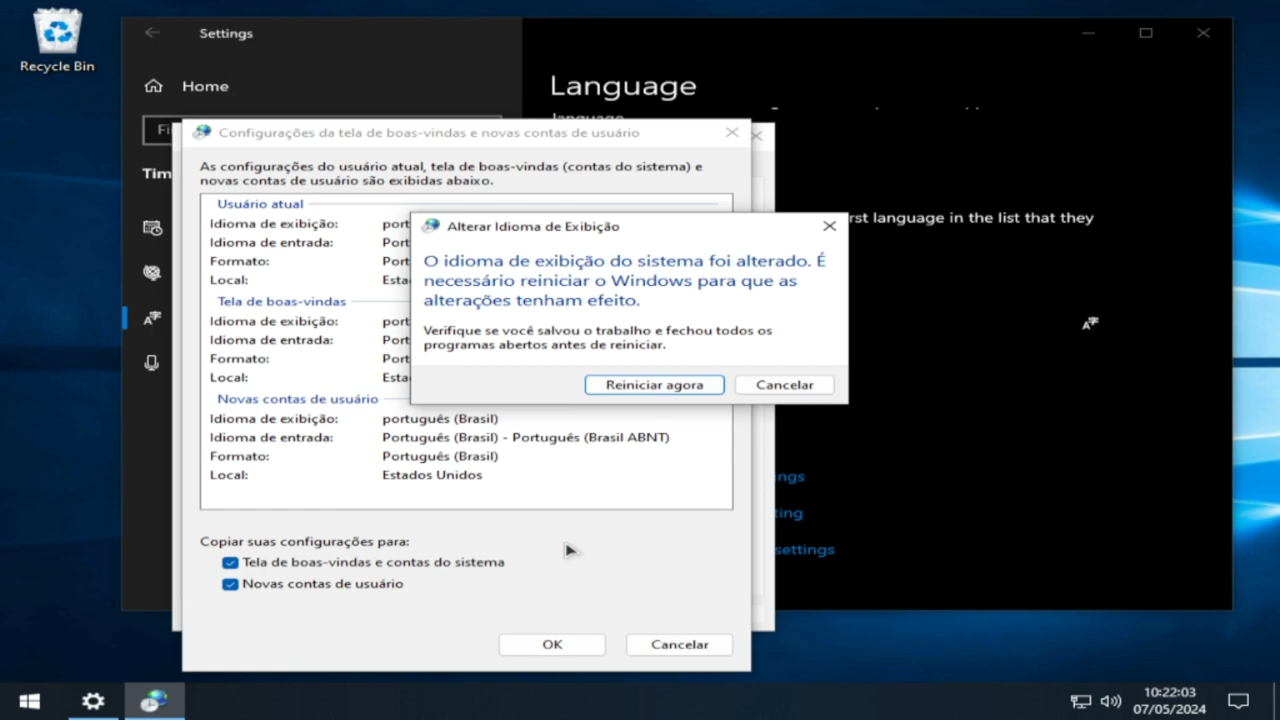 Recycle Bin
Settings
Home
Language
language
Fi
Tim
Configurações da tela de boas-vindas e novas contas de usuário
As configurações do usuário atual, tela de boas-vindas (contas do sistema) e
novas contas de usuário são exibidas abaixo.
Usuário atual
Idioma de exibição: port
Idioma de entrada: Port
Formato: Port
Local: Esta
Tela de boas-vindas
Idioma de exibição: port
Idioma de entrada: Port
Formato: Port
Local: Esta
Novas contas de usuário
Idioma de exibição: português (Brasil)
Idioma de entrada: Português (Brasil) - Português (Brasil ABNT)
Formato: Português (Brasil)
Local: Estados Unidos
Copiar suas configurações para:
Tela de boas-vindas e contas do sistema
Novas contas de usuário
OK
Cancelar
Alterar Idioma de Exibição
O idioma de exibição do sistema foi alterado. É
necessário reiniciar o Windows para que as
alterações tenham efeito.
Verifique se você salvou o trabalho e fechou todos os
programas abertos antes de reiniciar.
Reiniciar agora
Cancelar
rst language in the list that they
ngs
ting
settings
10:22:03
07/05/2024